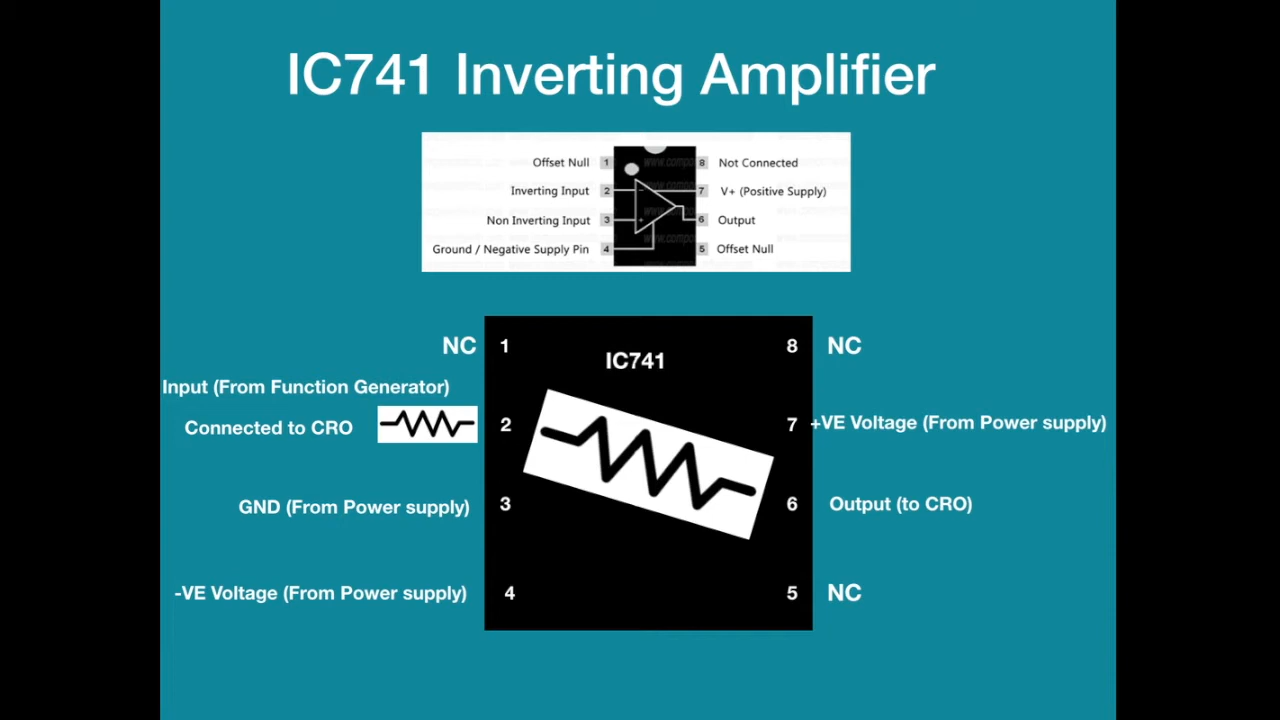 IC741 Inverting Amplifier
Offset Null 1 8 Not Connected
Inverting Input 2 7 V+ (Positive Supply)
Non Inverting Input 3 6 Output
Ground / Negative Supply Pin 4 5 Offset Null
NC 1 8 NC
IC741
Input (From Function Generator)
Connected to CRO 2 7 +VE Voltage (From Power supply)
GND (From Power supply) 3 6 Output (to CRO)
-VE Voltage (From Power supply) 4 5 NC